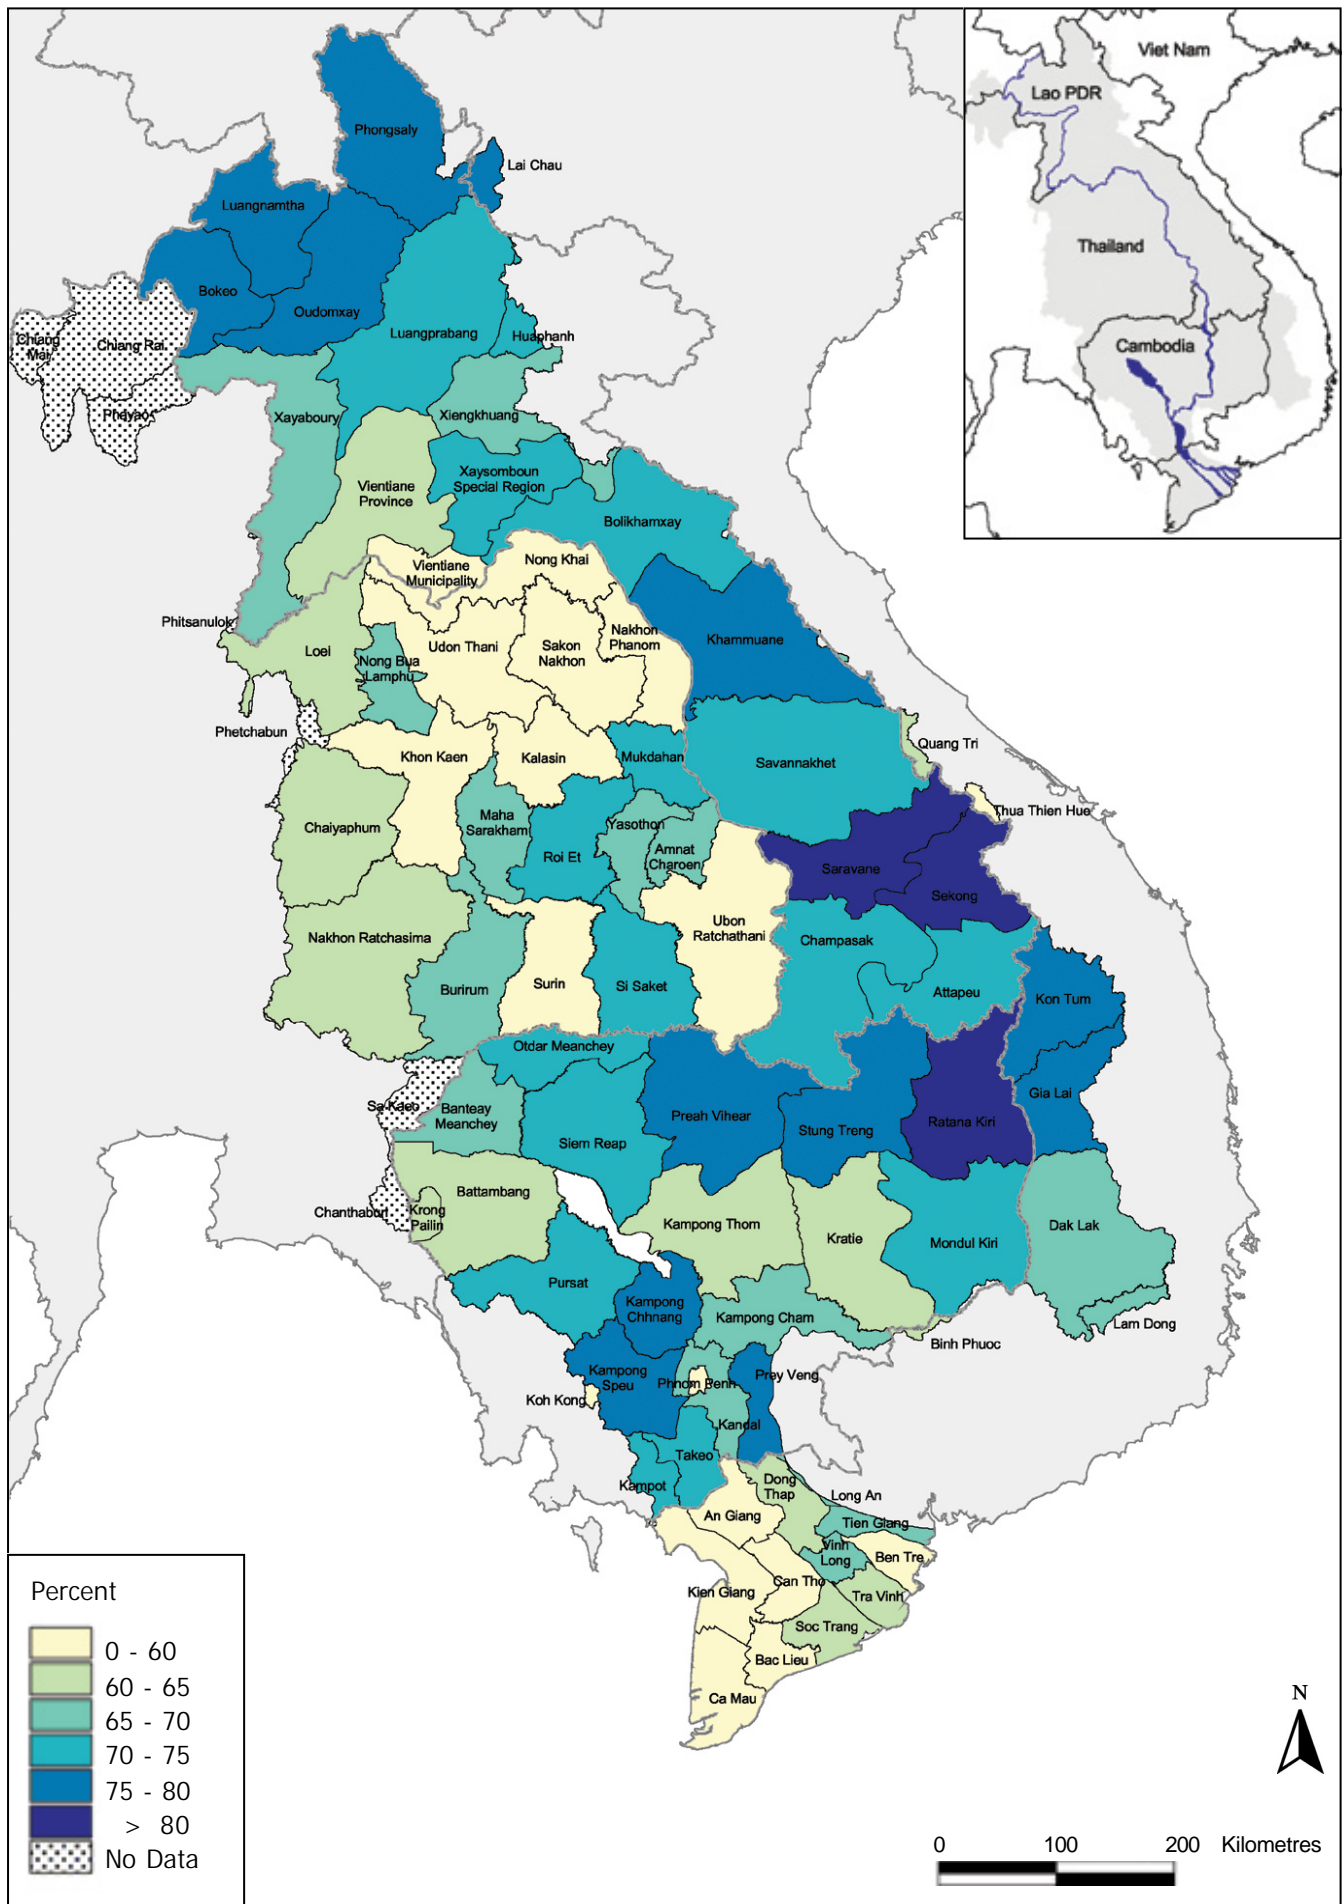 Viet Nam
Lao PDR
Thailand
Cambodia
Phongsaly
Lai Chau
Luangnamtha
Bokeo
Oudomxay
Luangprabang
Huaphanh
Chiang
Mai
Chiang Rai
Phayao
Xayaboury
Xiengkhuang
Vientiane
Province
Xaysomboun
Special Region
Bolikhamxay
Vientiane
Municipality
Nong Khai
Phitsanulok
Loei
Nong Bua
Lamphu
Udon Thani
Sakon
Nakhon
Nakhon
Phanom
Khammuane
Phetchabun
Khon Kaen
Kalasin
Mukdahan
Savannakhet
Quang Tri
Thua Thien Hue
Chaiyaphum
Maha
Sarakham
Roi Et
Yasothon
Amnat
Charoen
Saravane
Sekong
Nakhon Ratchasima
Burirum
Surin
Si Saket
Ubon
Ratchathani
Champasak
Attapeu
Kon Tum
Otdar Meanchey
Sa Kaeo
Banteay
Meanchey
Siem Reap
Preah Vihear
Stung Treng
Ratana Kiri
Gia Lai
Chanthaburi
Krong
Pailin
Battambang
Kampong Thom
Kratie
Mondul Kiri
Dak Lak
Pursat
Kampong
Chhnang
Kampong Cham
Binh Phuoc
Lam Dong
Kampong
Speu
Phnom Penh
Prey Veng
Koh Kong
Kandal
Takeo
Kampot
Dong
Thap
Long An
An Giang
Tien Giang
Vinh
Long
Ben Tre
Kien Giang
Can Tho
Tra Vinh
Soc Trang
Bac Lieu
Ca Mau
Percent
0 - 60
60 - 65
65 - 70
70 - 75
75 - 80
> 80
No Data
N
0 100 200 Kilometres